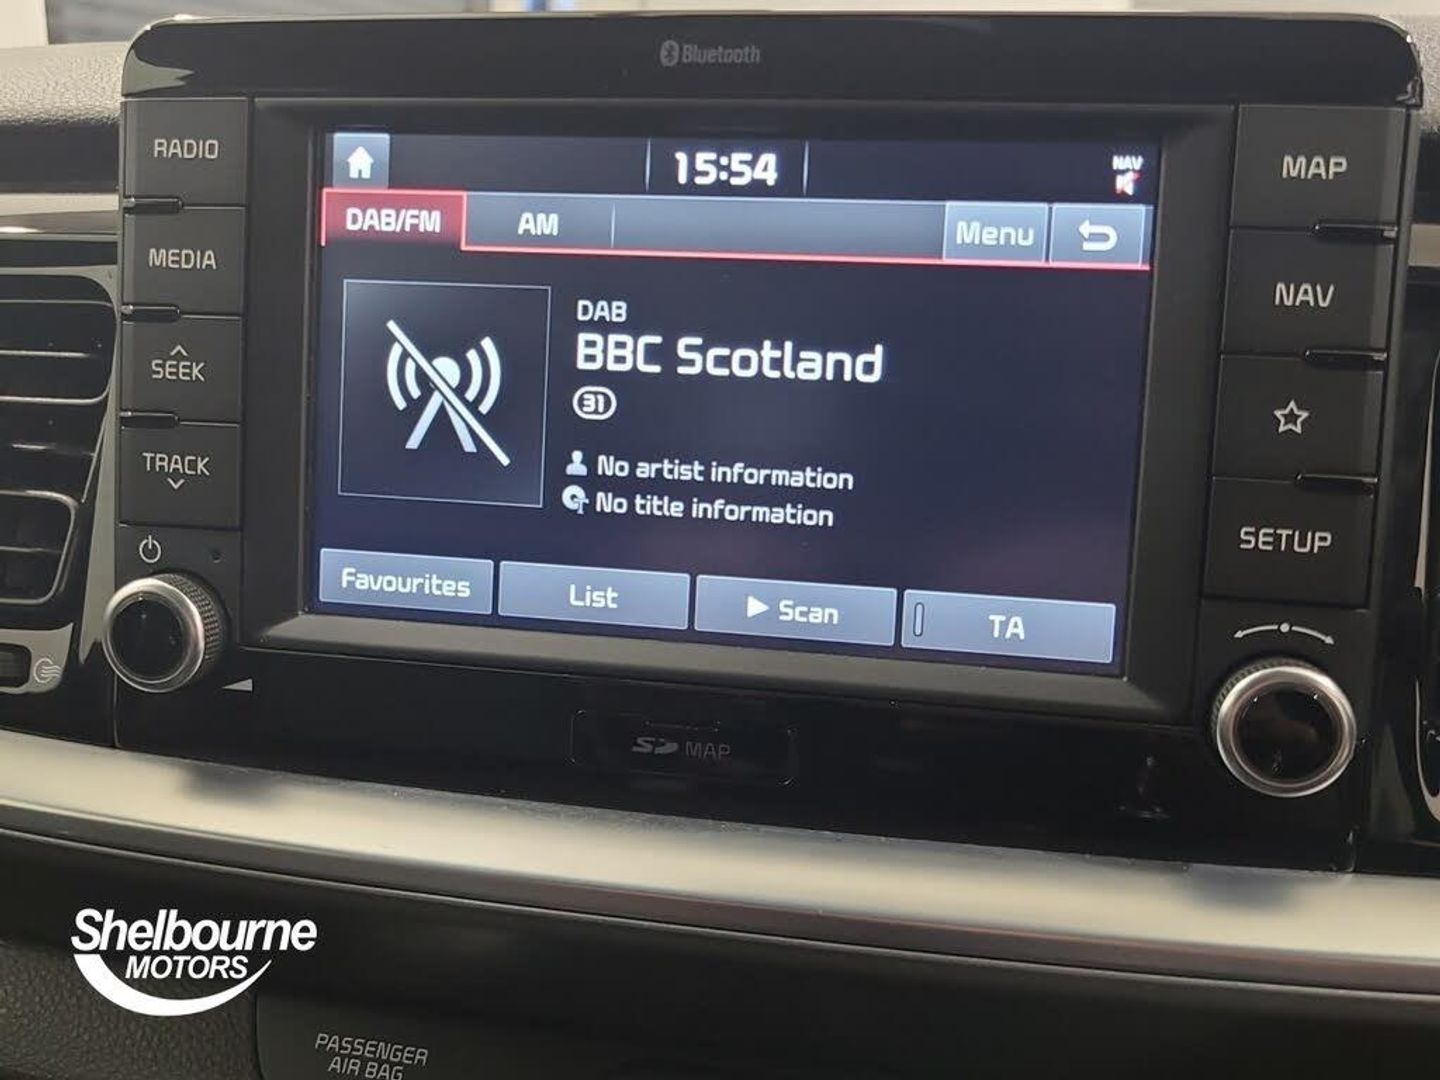 Bluetooth
RADIO
MEDIA
SEEK
TRACK
15:54
NAV
DAB/FM
AM
Menu
DAB
BBC Scotland
31
No artist information
No title information
Favourites
List
Scan
TA
MAP
NAV
SETUP
SD MAP
Shelbourne
MOTORS
PASSENGER
AIR BAG